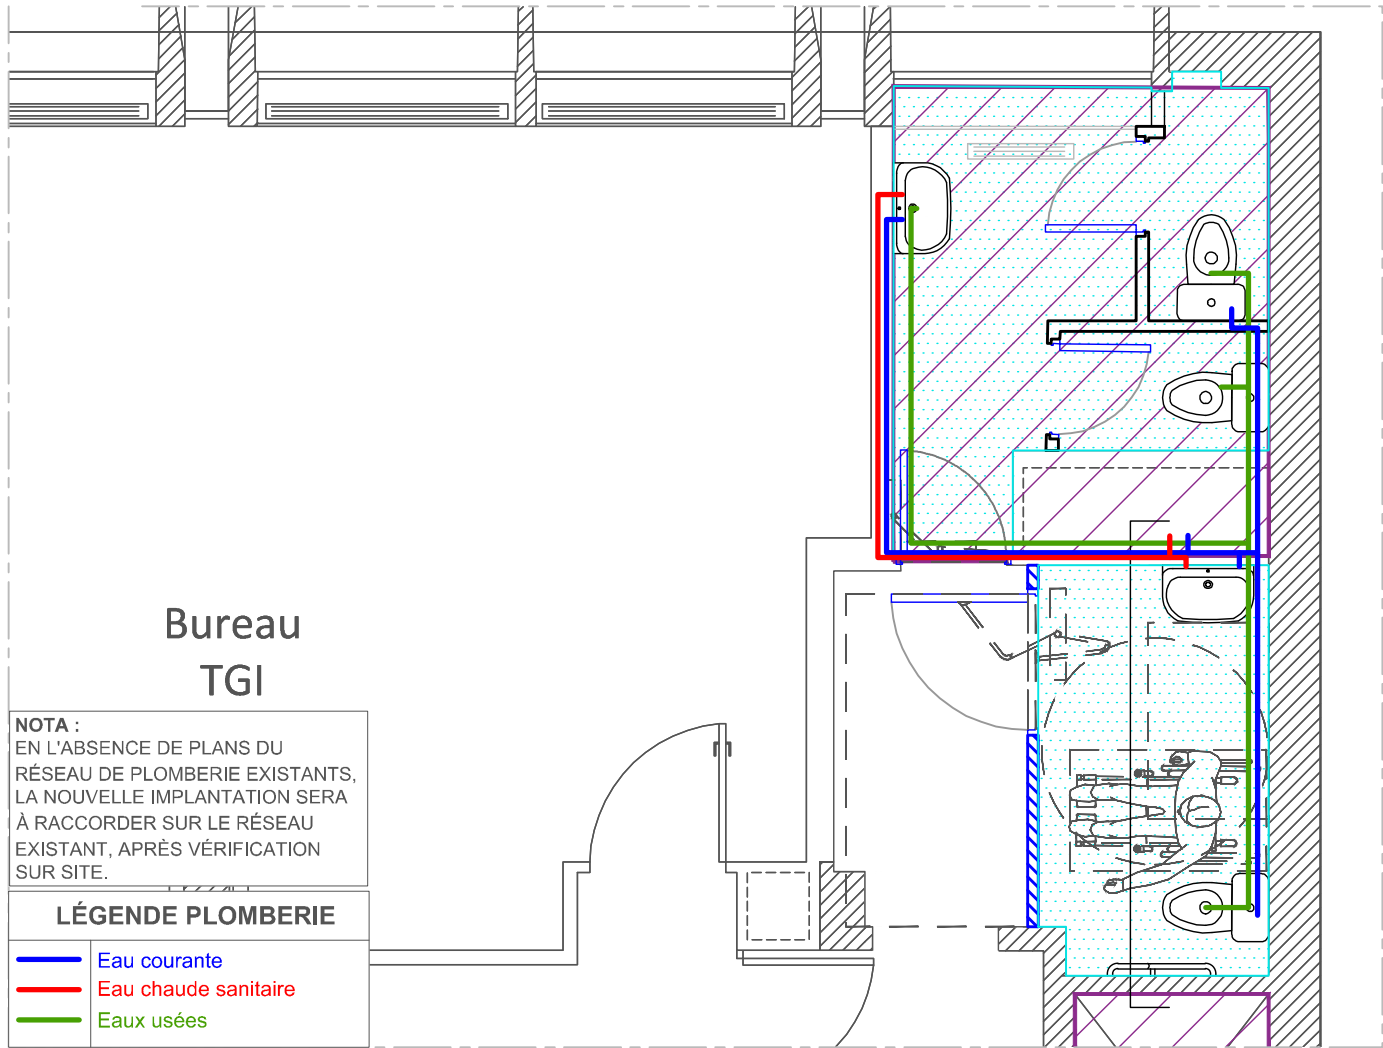 Bureau
TGI
NOTA :
EN L'ABSENCE DE PLANS DU
RÉSEAU DE PLOMBERIE EXISTANTS,
LA NOUVELLE IMPLANTATION SERA
À RACCORDER SUR LE RÉSEAU
EXISTANT, APRÈS VÉRIFICATION
SUR SITE.
LÉGENDE PLOMBERIE
Eau courante
Eau chaude sanitaire
Eaux usées